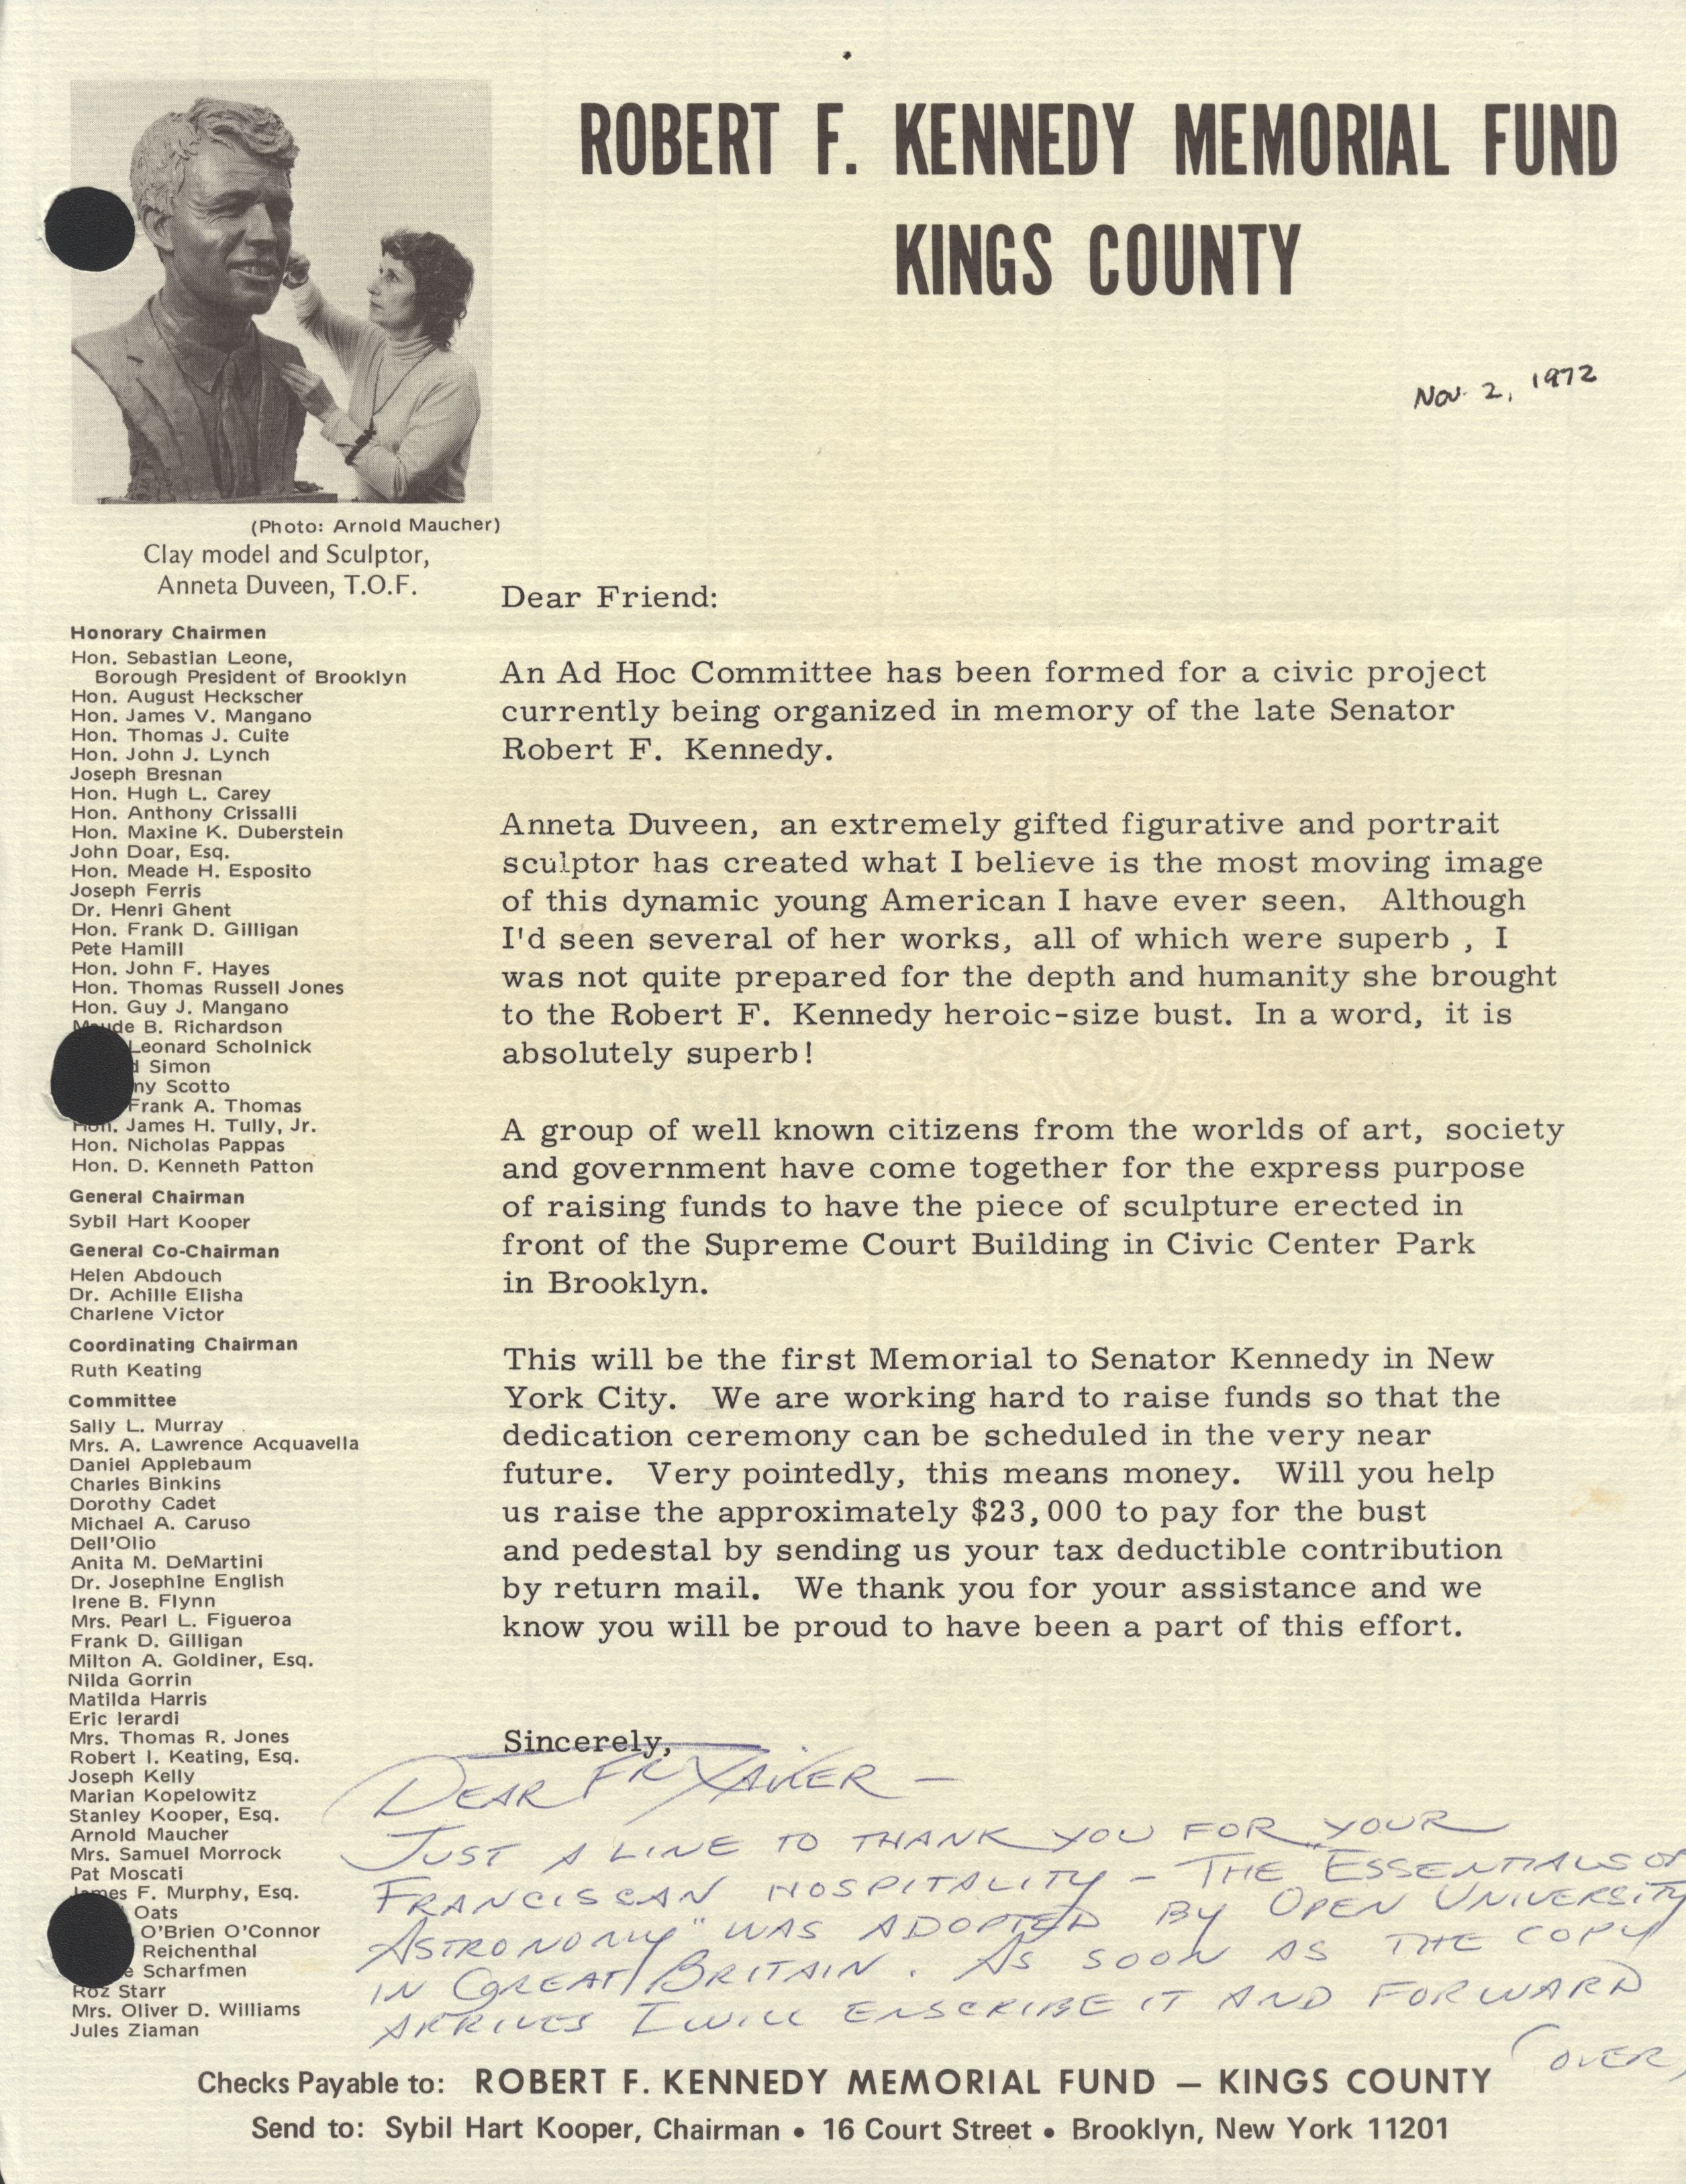 ROBERT F. KENNEDY MEMORIAL FUND
KINGS COUNTY
Nov. 2, 1972
(Photo: Arnold Maucher)
Clay model and Sculptor,
Anneta Duveen, T.O.F.
Honorary Chairmen
Hon. Sebastian Leone,
Borough President of Brooklyn
Hon. August Heckscher
Hon. James V. Mangano
Hon. Thomas J. Cuite
Hon. John J. Lynch
Joseph Bresnan
Hon. Hugh L. Carey
Hon. Anthony Crissalli
Hon. Maxine K. Duberstein
John Doar, Esq.
Hon. Meade H. Esposito
Joseph Ferris
Dr. Henri Ghent
Hon. Frank D. Gilligan
Pete Hamill
Hon. John F. Hayes
Hon. Thomas Russell Jones
Hon. Guy J. Mangano
Maude B. Richardson
Leonard Scholnick
Simon
Scotto
Frank A. Thomas
Hon. James H. Tully, Jr.
Hon. Nicholas Pappas
Hon. D. Kenneth Patton
General Chairman
Sybil Hart Kooper
General Co-Chairman
Helen Abdouch
Dr. Achille Elisha
Charlene Victor
Coordinating Chairman
Ruth Keating
Committee
Sally L. Murray
Mrs. A. Lawrence Acquavella
Daniel Applebaum
Charles Binkins
Dorothy Cadet
Michael A. Caruso
Dell'Olio
Anita M. DeMartini
Dr. Josephine English
Irene B. Flynn
Mrs. Pearl L. Figueroa
Frank D. Gilligan
Milton A. Goldiner, Esq.
Nilda Gorrin
Matilda Harris
Eric Ierardi
Mrs. Thomas R. Jones
Robert I. Keating, Esq.
Joseph Kelly
Marian Kopelowitz
Stanley Kooper, Esq.
Arnold Maucher
Mrs. Samuel Morrock
Pat Moscati
James F. Murphy, Esq.
Oats
O'Brien O'Connor
Reichenthal
Scharfmen
Roz Starr
Mrs. Oliver D. Williams
Jules Ziaman
Dear Friend:
An Ad Hoc Committee has been formed for a civic project
currently being organized in memory of the late Senator
Robert F. Kennedy.
Anneta Duveen, an extremely gifted figurative and portrait
sculptor has created what I believe is the most moving image
of this dynamic young American I have ever seen. Although
I'd seen several of her works, all of which were superb , I
was not quite prepared for the depth and humanity she brought
to the Robert F. Kennedy heroic-size bust. In a word, it is
absolutely superb!
A group of well known citizens from the worlds of art, society
and government have come together for the express purpose
of raising funds to have the piece of sculpture erected in
front of the Supreme Court Building in Civic Center Park
in Brooklyn.
This will be the first Memorial to Senator Kennedy in New
York City. We are working hard to raise funds so that the
dedication ceremony can be scheduled in the very near
future. Very pointedly, this means money. Will you help
us raise the approximately $23,000 to pay for the bust
and pedestal by sending us your tax deductible contribution
by return mail. We thank you for your assistance and we
know you will be proud to have been a part of this effort.
Sincerely,
DEAR FR XAVIER —
JUST A LINE TO THANK YOU FOR YOUR
FRANCISCAN HOSPITALITY — "THE ESSENTIALS OF
ASTRONOMY" WAS ADOPTED BY OPEN UNIVERSITY
IN GREAT BRITAIN. AS SOON AS THE COPY
ARRIVES I WILL ENSCRIBE IT AND FORWARD
(OVER)
Checks Payable to: ROBERT F. KENNEDY MEMORIAL FUND — KINGS COUNTY
Send to: Sybil Hart Kooper, Chairman • 16 Court Street • Brooklyn, New York 11201